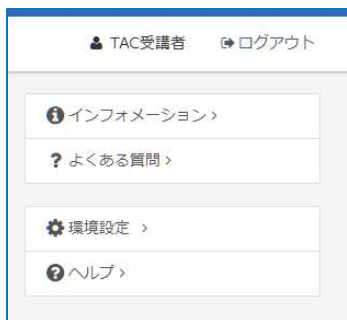 TAC受講者 ログアウト
インフォメーション >
? よくある質問 >
環境設定 >
ヘルプ >